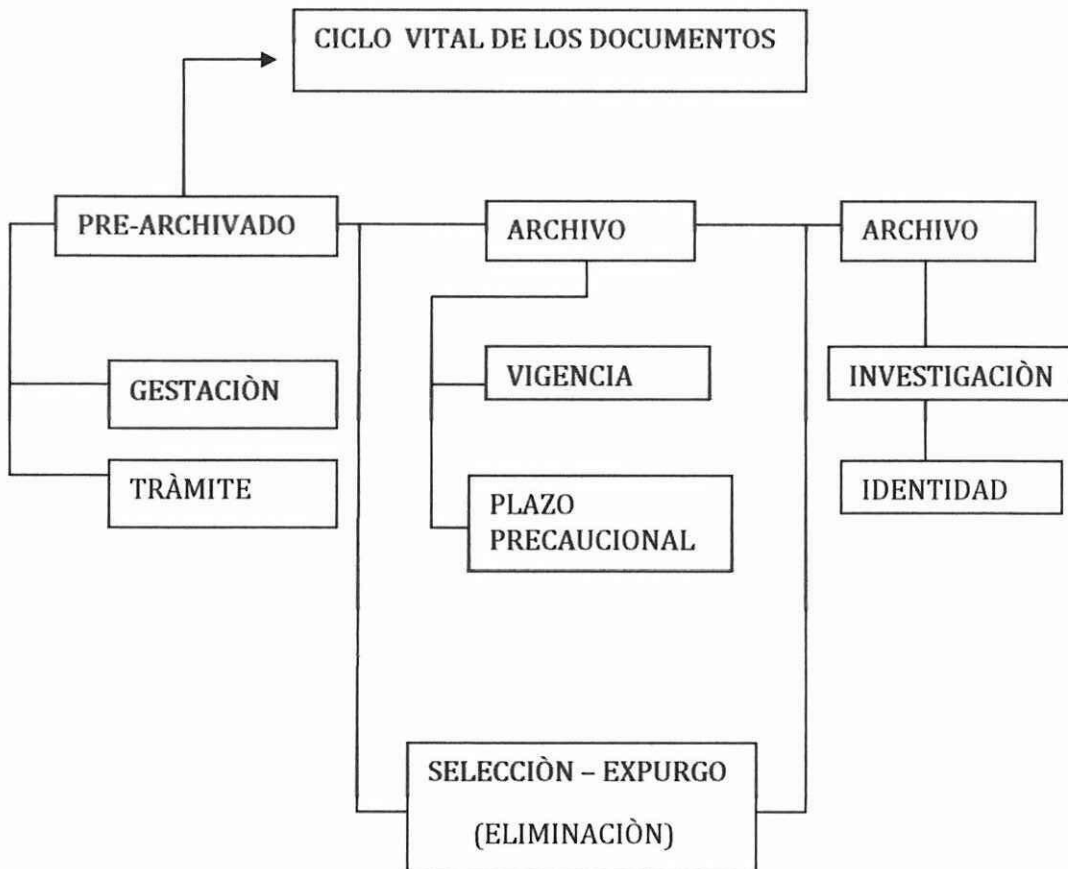 CICLO VITAL DE LOS DOCUMENTOS
PRE-ARCHIVADO
ARCHIVO
ARCHIVO
GESTACIÒN
VIGENCIA
INVESTIGACIÒN
TRÀMITE
PLAZO
PRECAUCIONAL
IDENTIDAD
SELECCIÒN – EXPURGO
(ELIMINACIÒN)